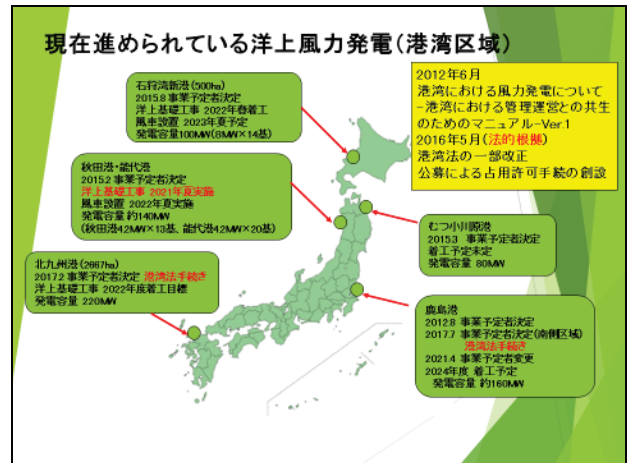 現在進められている洋上風力発電（港湾区域）
石狩湾新港（500ha）
2015.8 事業予定者決定
洋上基礎工事 2022年春着工
風車設置 2023年夏予定
発電容量100MW（8MW×14基）
2012年6月
港湾における風力発電について
-港湾における管理運営との共生
のためのマニュアル-Ver.1
2016年5月（法的根拠）
港湾法の一部改正
公募による占用許可手続の創設
秋田港・能代港
2015.2 事業予定者決定
洋上基礎工事 2021年夏実施
風車設置 2022年夏実施
発電容量 約140MW
（秋田港4.2MW×13基、能代港4.2MW×20基）
むつ小川原港
2015.3 事業予定者決定
着工予定未定
発電容量 80MW
北九州港（2667ha）
2017.2 事業予定者決定 港湾法手続き
洋上基礎工事 2022年度着工目標
発電容量 220MW
鹿島港
2012.8 事業予定者決定
2017.7 事業予定者決定（南側区域）
港湾法手続き
2021.4 事業予定者変更
2024年度 着工予定
発電容量 約160MW